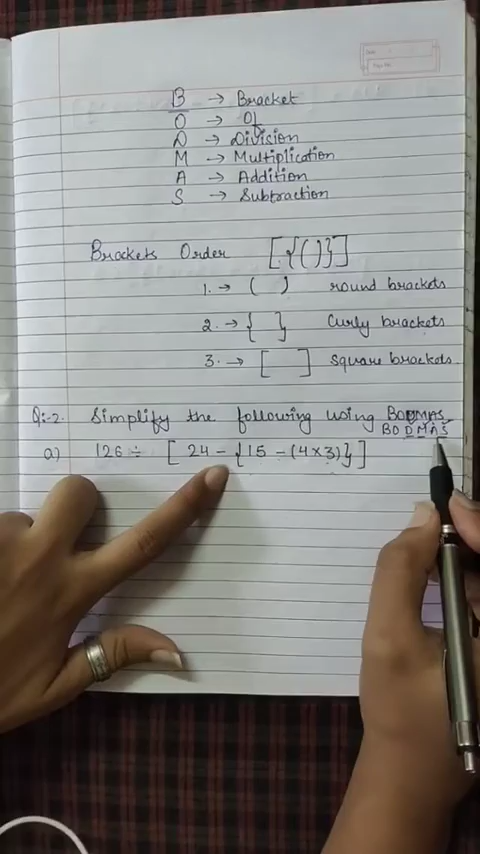 B → Bracket
O → Of
D → Division
M → Multiplication
A → Addition
S → Subtraction
Brackets Order [{()}]
1. → ( ) round brackets
2. → { } Curly brackets
3. → [ ] Square brackets
Q:-2. Simplify the following using BODMAS
BODMAS
a) 126 ÷ [ 24 - {15 - (4×3)}]